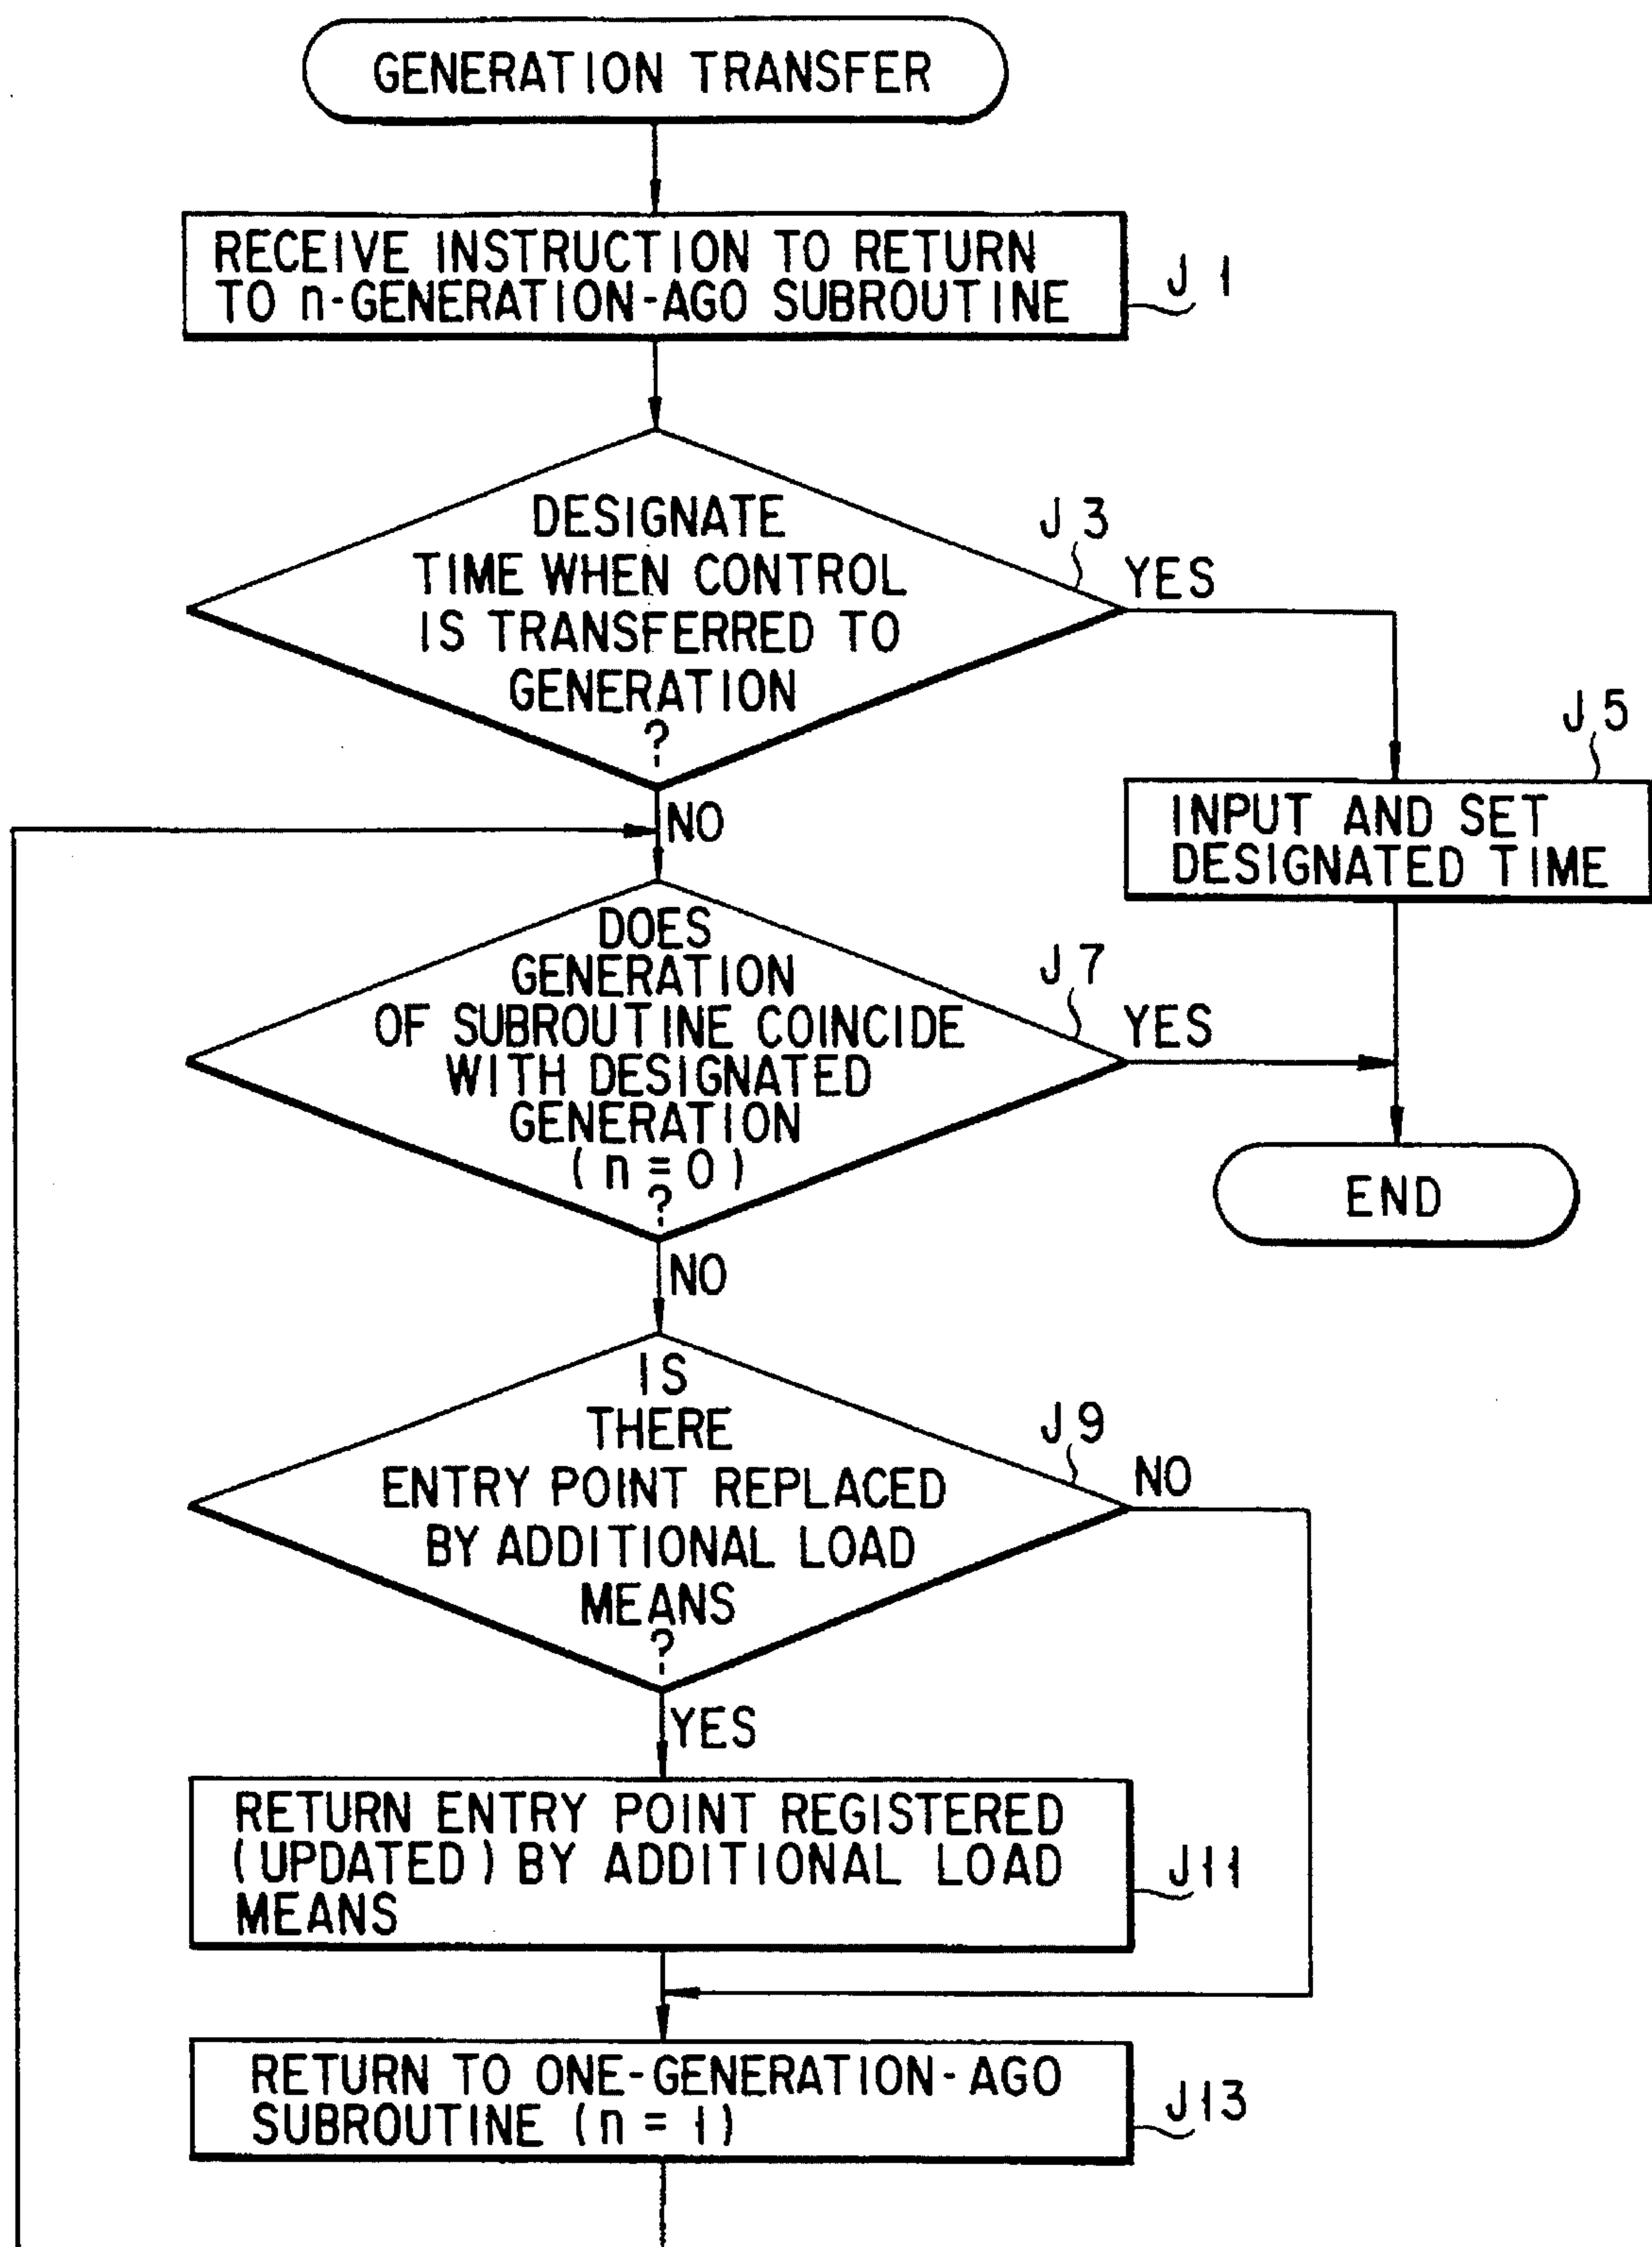 GENERATION TRANSFER
RECEIVE INSTRUCTION TO RETURN
TO n-GENERATION-AGO SUBROUTINE
J1
DESIGNATE
TIME WHEN CONTROL
IS TRANSFERRED TO
GENERATION
?
J3
YES
NO
J5
INPUT AND SET
DESIGNATED TIME
DOES
GENERATION
OF SUBROUTINE COINCIDE
WITH DESIGNATED
GENERATION
(n=0)
?
J7
YES
END
NO
IS
THERE
ENTRY POINT REPLACED
BY ADDITIONAL LOAD
MEANS
?
J9
NO
YES
RETURN ENTRY POINT REGISTERED
(UPDATED) BY ADDITIONAL LOAD
MEANS
J11
RETURN TO ONE-GENERATION-AGO
SUBROUTINE (n = 1)
J13